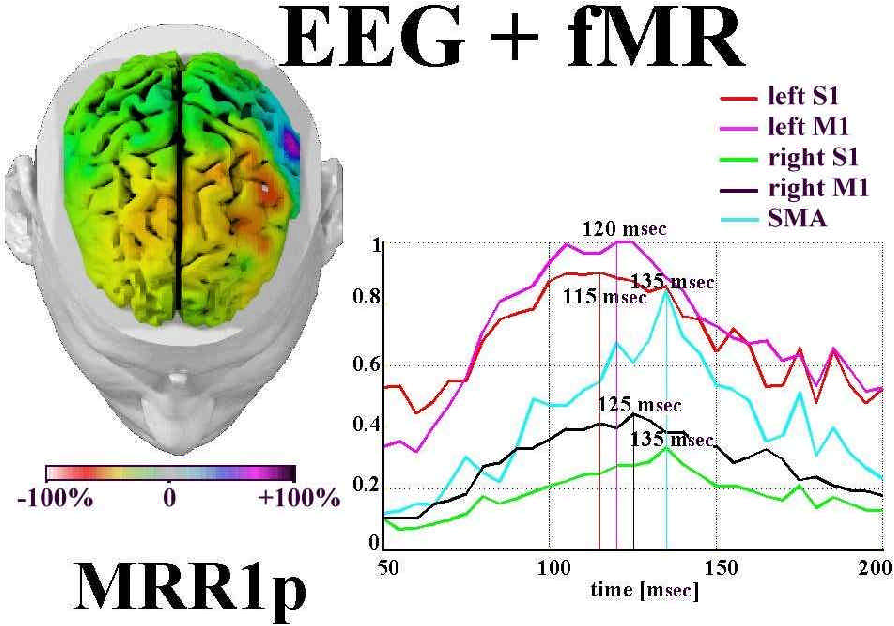 EEG + fMR
left S1
left M1
right S1
right M1
SMA
120 msec
1
135 msec
0.8
115 msec
0.6
125 msec
0.4
135 msec
0.2
0
50
100
150
200
time [msec]
-100%
0
+100%
MRR1p